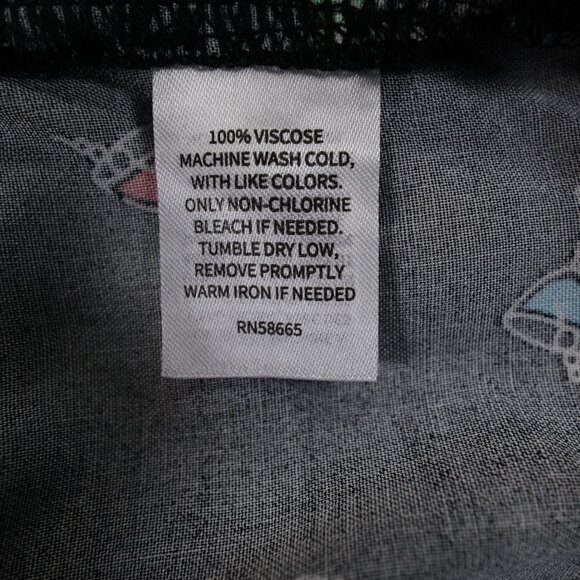 100% VISCOSE
MACHINE WASH COLD,
WITH LIKE COLORS.
ONLY NON-CHLORINE
BLEACH IF NEEDED.
TUMBLE DRY LOW,
REMOVE PROMPTLY
WARM IRON IF NEEDED
RN58665